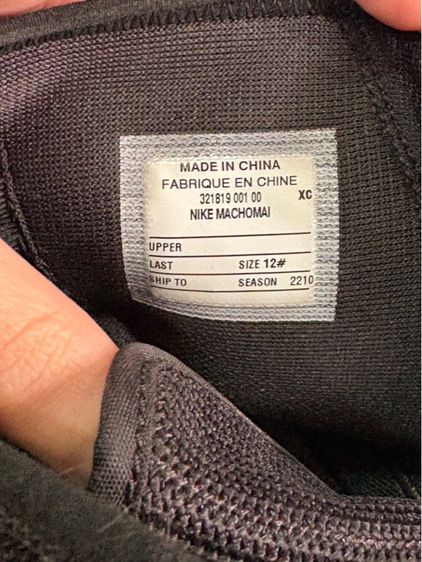 MADE IN CHINA
FABRIQUE EN CHINE
321819 001 00 XC
NIKE MACHOMAI
UPPER
LAST SIZE 12#
SHIP TO SEASON 2210